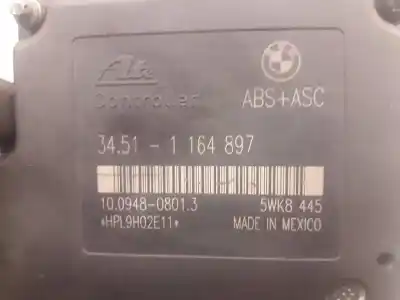 Ate
Controller
ABS+ASC
34.51 - 1 164 897
10.0948-0801.3
5WK8 445
*HPL9H02E11*
MADE IN MEXICO